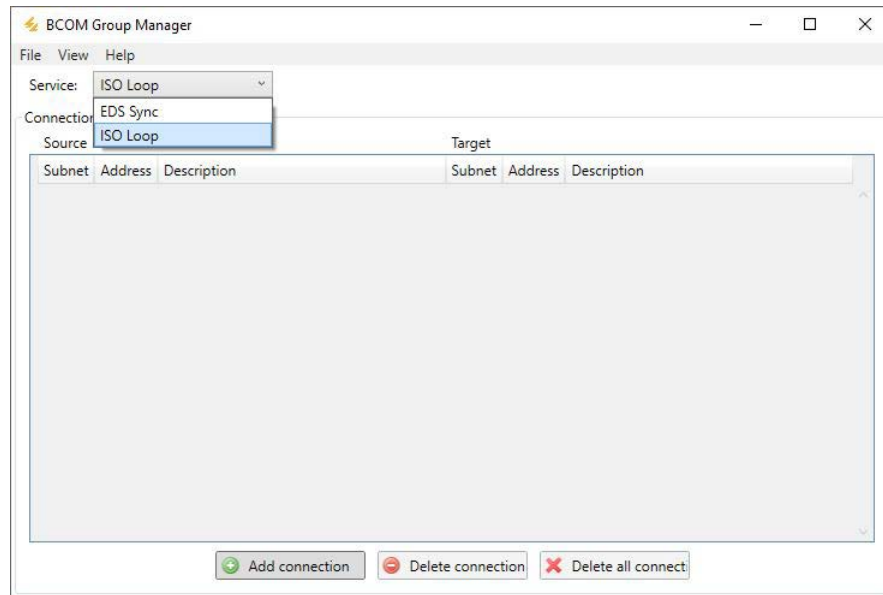 BCOM Group Manager
File View Help
Service: ISO Loop
EDS Sync
ISO Loop
Connection
Source Target
Subnet Address Description Subnet Address Description
Add connection Delete connection Delete all connecti